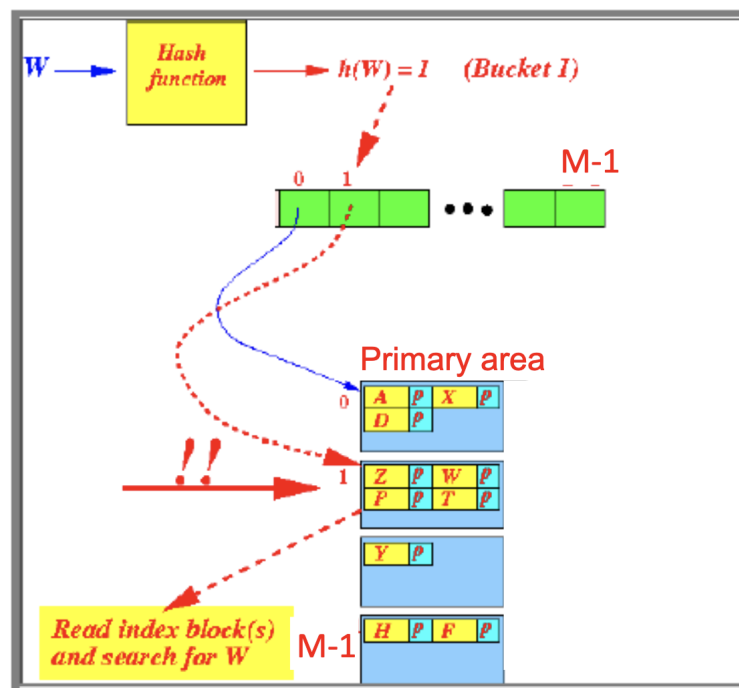 W
Hash function
h(W) = 1 (Bucket 1)
M-1
0 1
Primary area
0
A p X p
D p
!!
1
Z p W p
P p T p
Y p
Read index block(s)
and search for W
M-1
H p F p